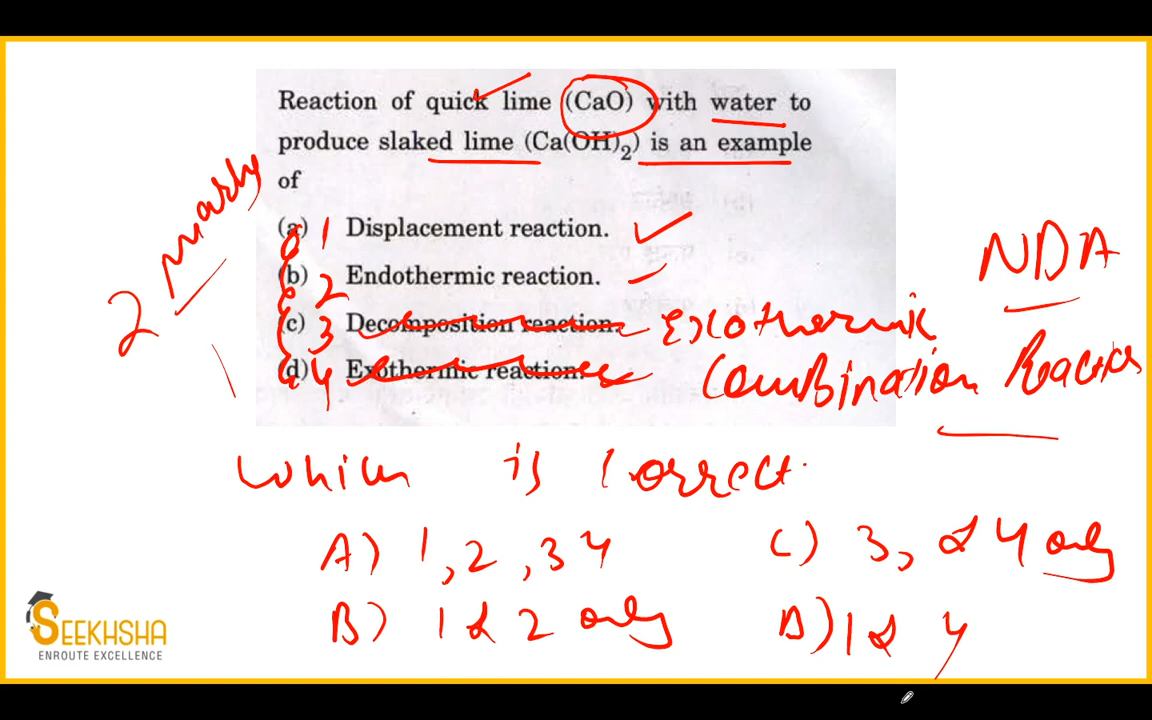 Reaction of quick lime (CaO) with water to
produce slaked lime (Ca(OH)₂) is an example
of
(a) 1 Displacement reaction.
(b) 2 Endothermic reaction.
(c) 3 Decomposition reaction. Exothermic
(d) 4 Exothermic reaction. Combination Reaction
2 marks
NDA
which is correct.
A) 1, 2, 3 4 C) 3, & 4 only
B) 1 & 2 only D) 1 & 4
SEEKHSHA
ENROUTE EXCELLENCE